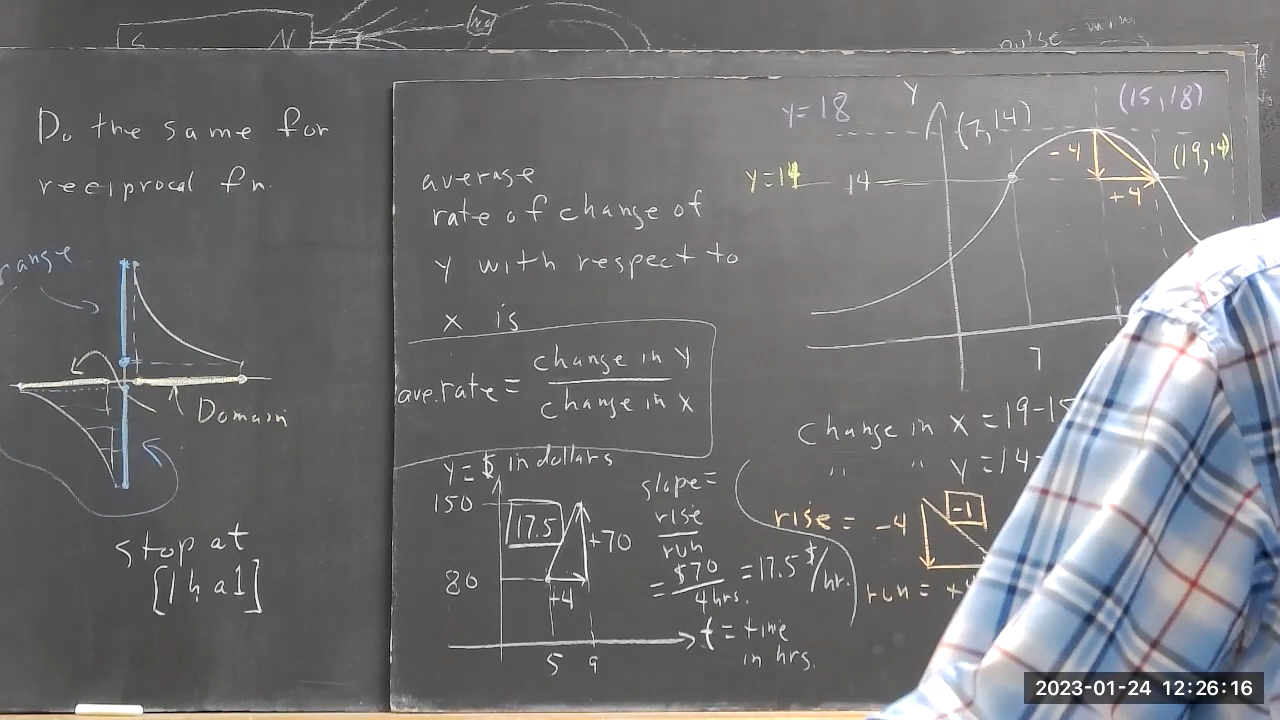 S
N
Do the same for
reciprocal fn.
range
Domain
stop at
[1h a1]
average
rate of change of
y with respect to
x is
ave.rate = change in y
change in x
y = $ in dollars
150
17.5
+70
80
+4
5 9
t = time
in hrs.
slope =
rise
run
= $70 = 17.5 $/hr.
4 hrs.
y = 18
Y
(7,14)
(15,18)
y=14
14
-4
(19,14)
+4
7
change in x = 19-15
" " y = 14-
rise = -4
-1
run = +4
2023-01-24 12:26:16